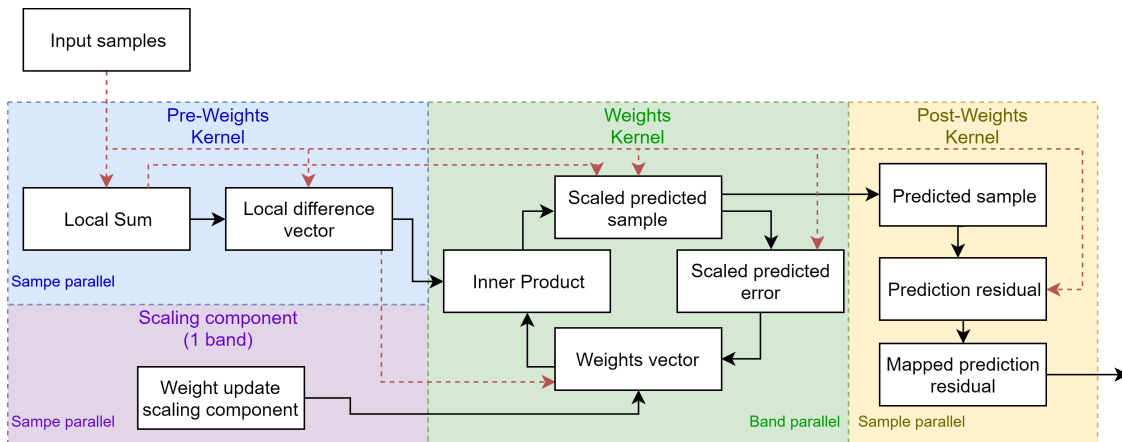 Input samples
Pre-Weights
Kernel
Local Sum
Local difference
vector
Sampe parallel
Scaling component
(1 band)
Weight update
scaling component
Sampe parallel
Weights
Kernel
Scaled predicted
sample
Inner Product
Scaled predicted
error
Weights vector
Band parallel
Post-Weights
Kernel
Predicted sample
Prediction residual
Mapped prediction
residual
Sample parallel